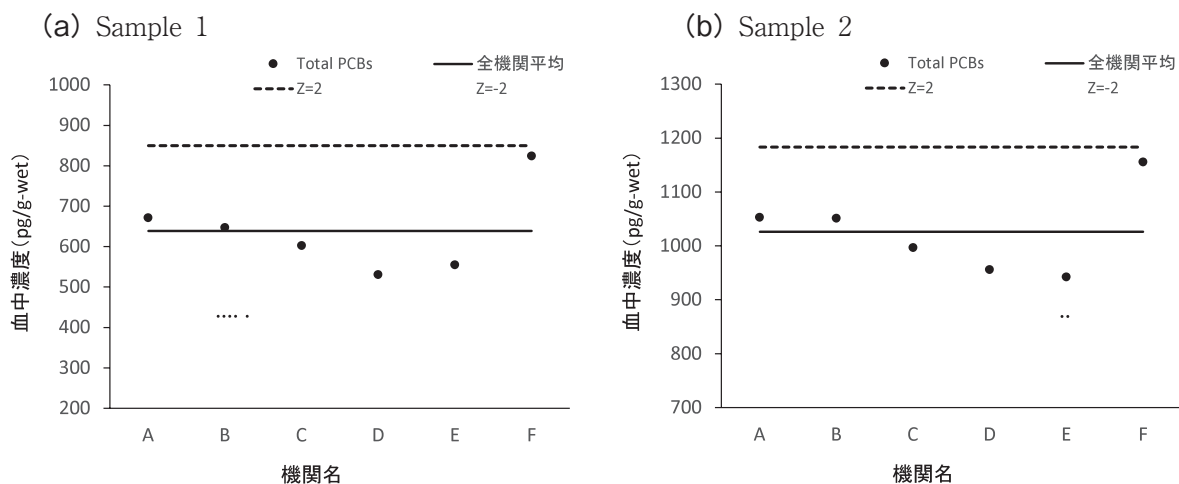 (a) Sample 1
Total PCBs 全機関平均
Z=2 Z=-2
1000
900
800
700
600
500
400
300
200
血中濃度(pg/g-wet)
A B C D E F
機関名
(b) Sample 2
Total PCBs 全機関平均
Z=2 Z=-2
1300
1200
1100
1000
900
800
700
血中濃度(pg/g-wet)
A B C D E F
機関名